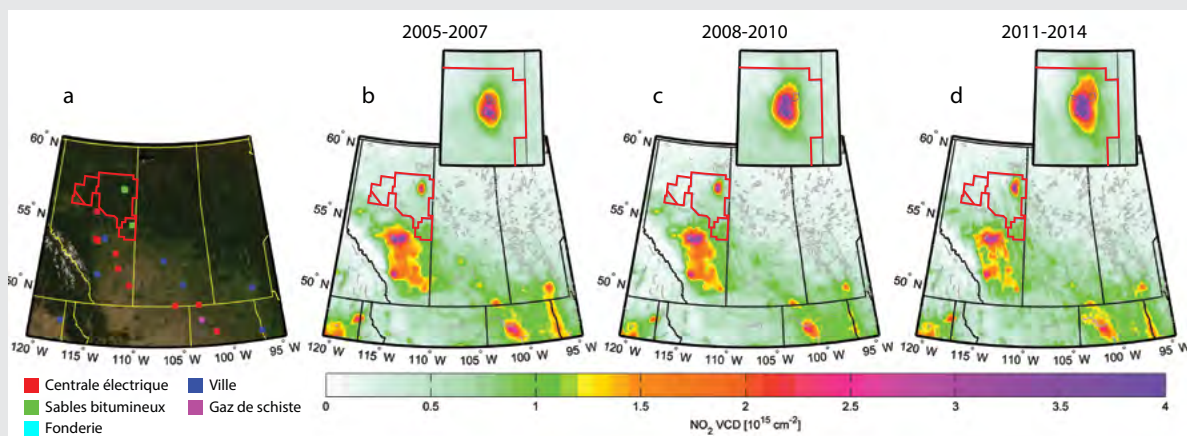 2005-2007
2008-2010
2011-2014
a
b
c
d
60° N
55° N
50° N
120° W
115° W
110° W
105° W
100° W
95° W
60° N
55° N
50° N
120° W
115° W
110° W
105° W
100° W
95° W
60° N
55° N
50° N
120° W
115° W
110° W
105° W
100° W
95° W
60° N
55° N
50° N
120° W
115° W
110° W
105° W
100° W
95° W
Centrale électrique
Ville
Sables bitumineux
Gaz de schiste
Fonderie
0 0.5 1 1.5 2 2.5 3 3.5 4
NO₂ VCD [10¹⁵ cm⁻²]